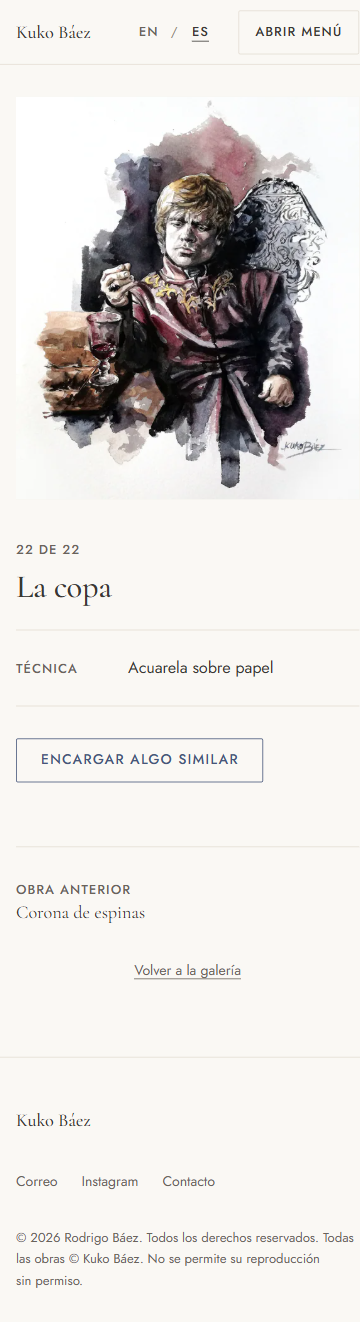 Kuko Báez
EN / ES
ABRIR MENÚ
KUKO BÁEZ
22 DE 22
La copa
TÉCNICA
Acuarela sobre papel
ENCARGAR ALGO SIMILAR
OBRA ANTERIOR
Corona de espinas
Volver a la galería
Kuko Báez
Correo Instagram Contacto
© 2026 Rodrigo Báez. Todos los derechos reservados. Todas
las obras © Kuko Báez. No se permite su reproducción
sin permiso.